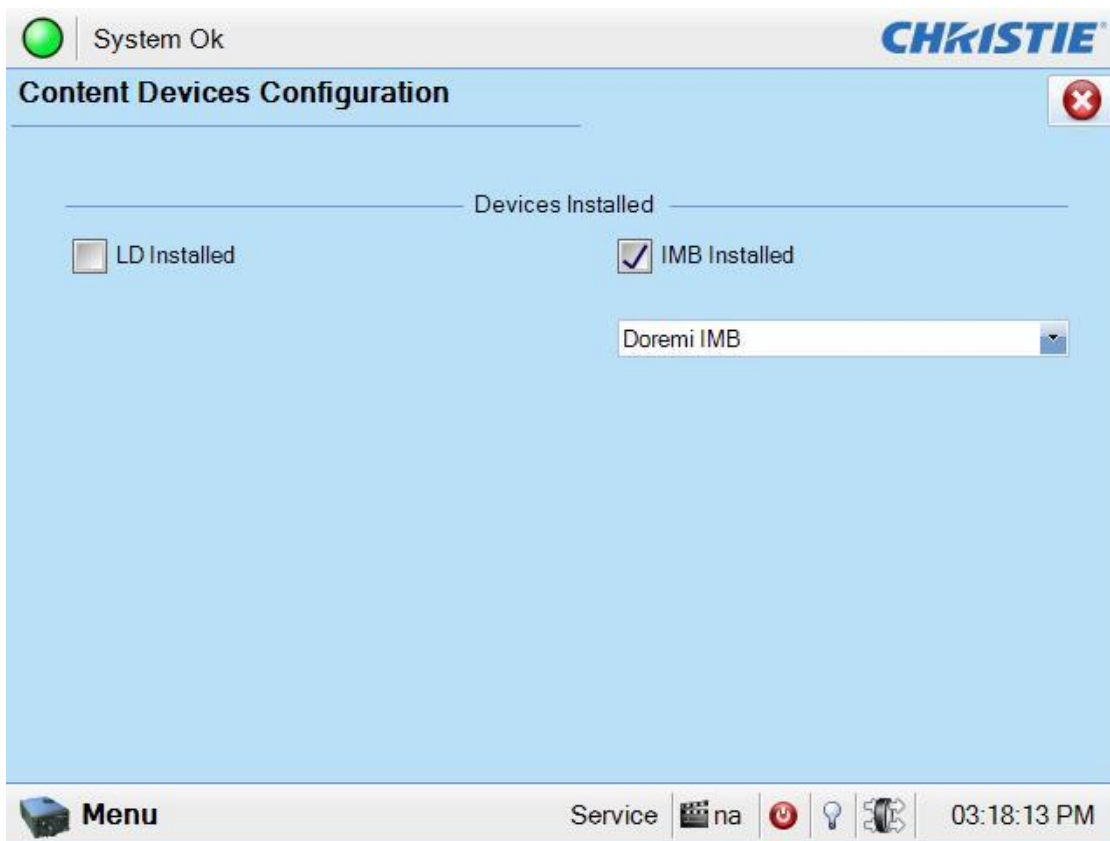 System Ok
CHRISTIE
Content Devices Configuration
Devices Installed
LD Installed
IMB Installed
Doremi IMB
Menu
Service
na
03:18:13 PM